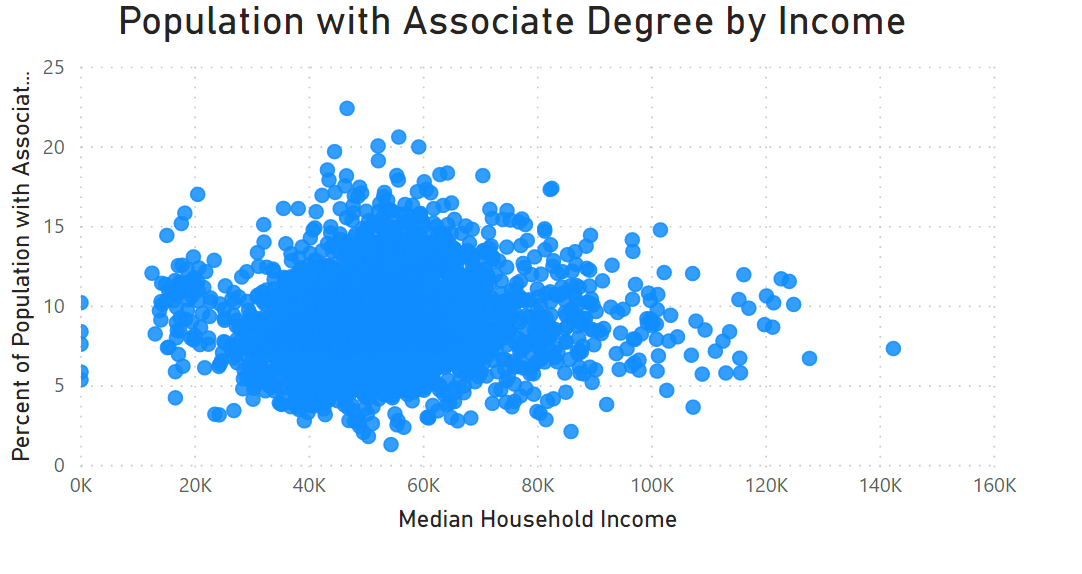 Population with Associate Degree by Income
Percent of Population with Associat...
25
20
15
10
5
0
0K 20K 40K 60K 80K 100K 120K 140K 160K
Median Household Income